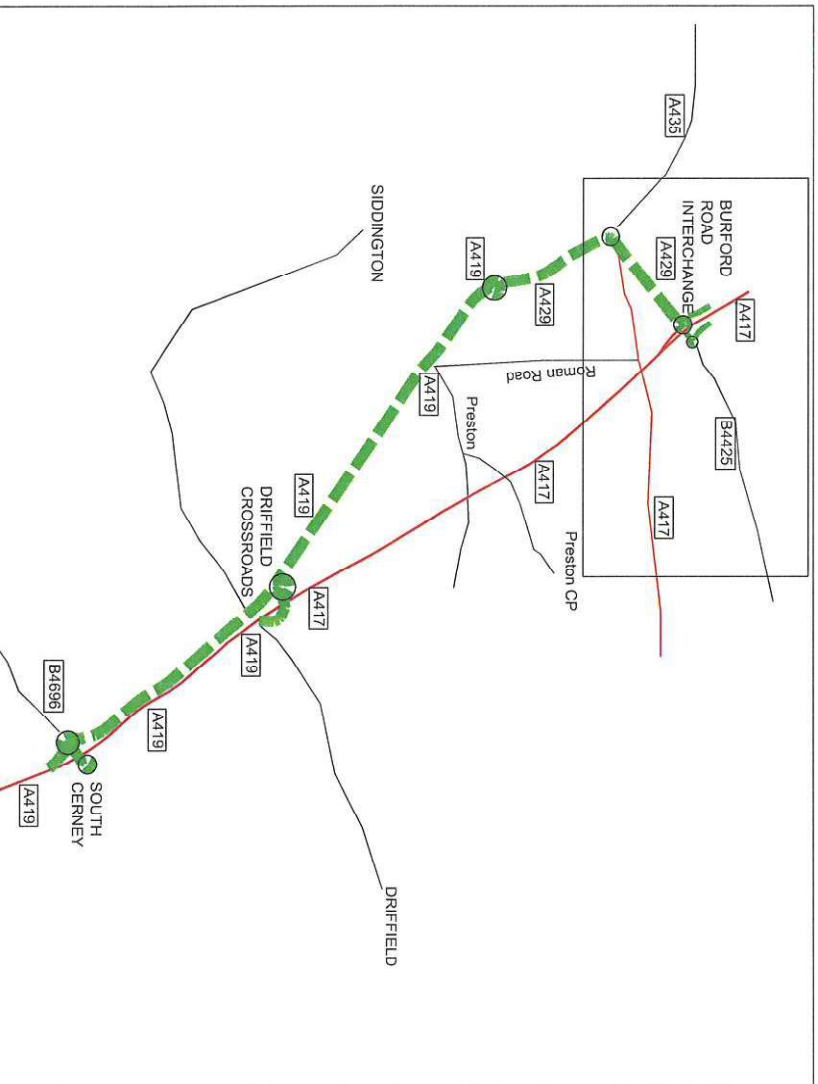 A435
BURFORD
ROAD
INTERCHANGE
A429
A417
B4425
A417
A429
A419
SIDDINGTON
A419
Roman Road
Preston
A417
Preston CP
A419
DRIFFIELD
CROSSROADS
A417
A419
A419
B4696
SOUTH
CERNEY
A419
DRIFFIELD